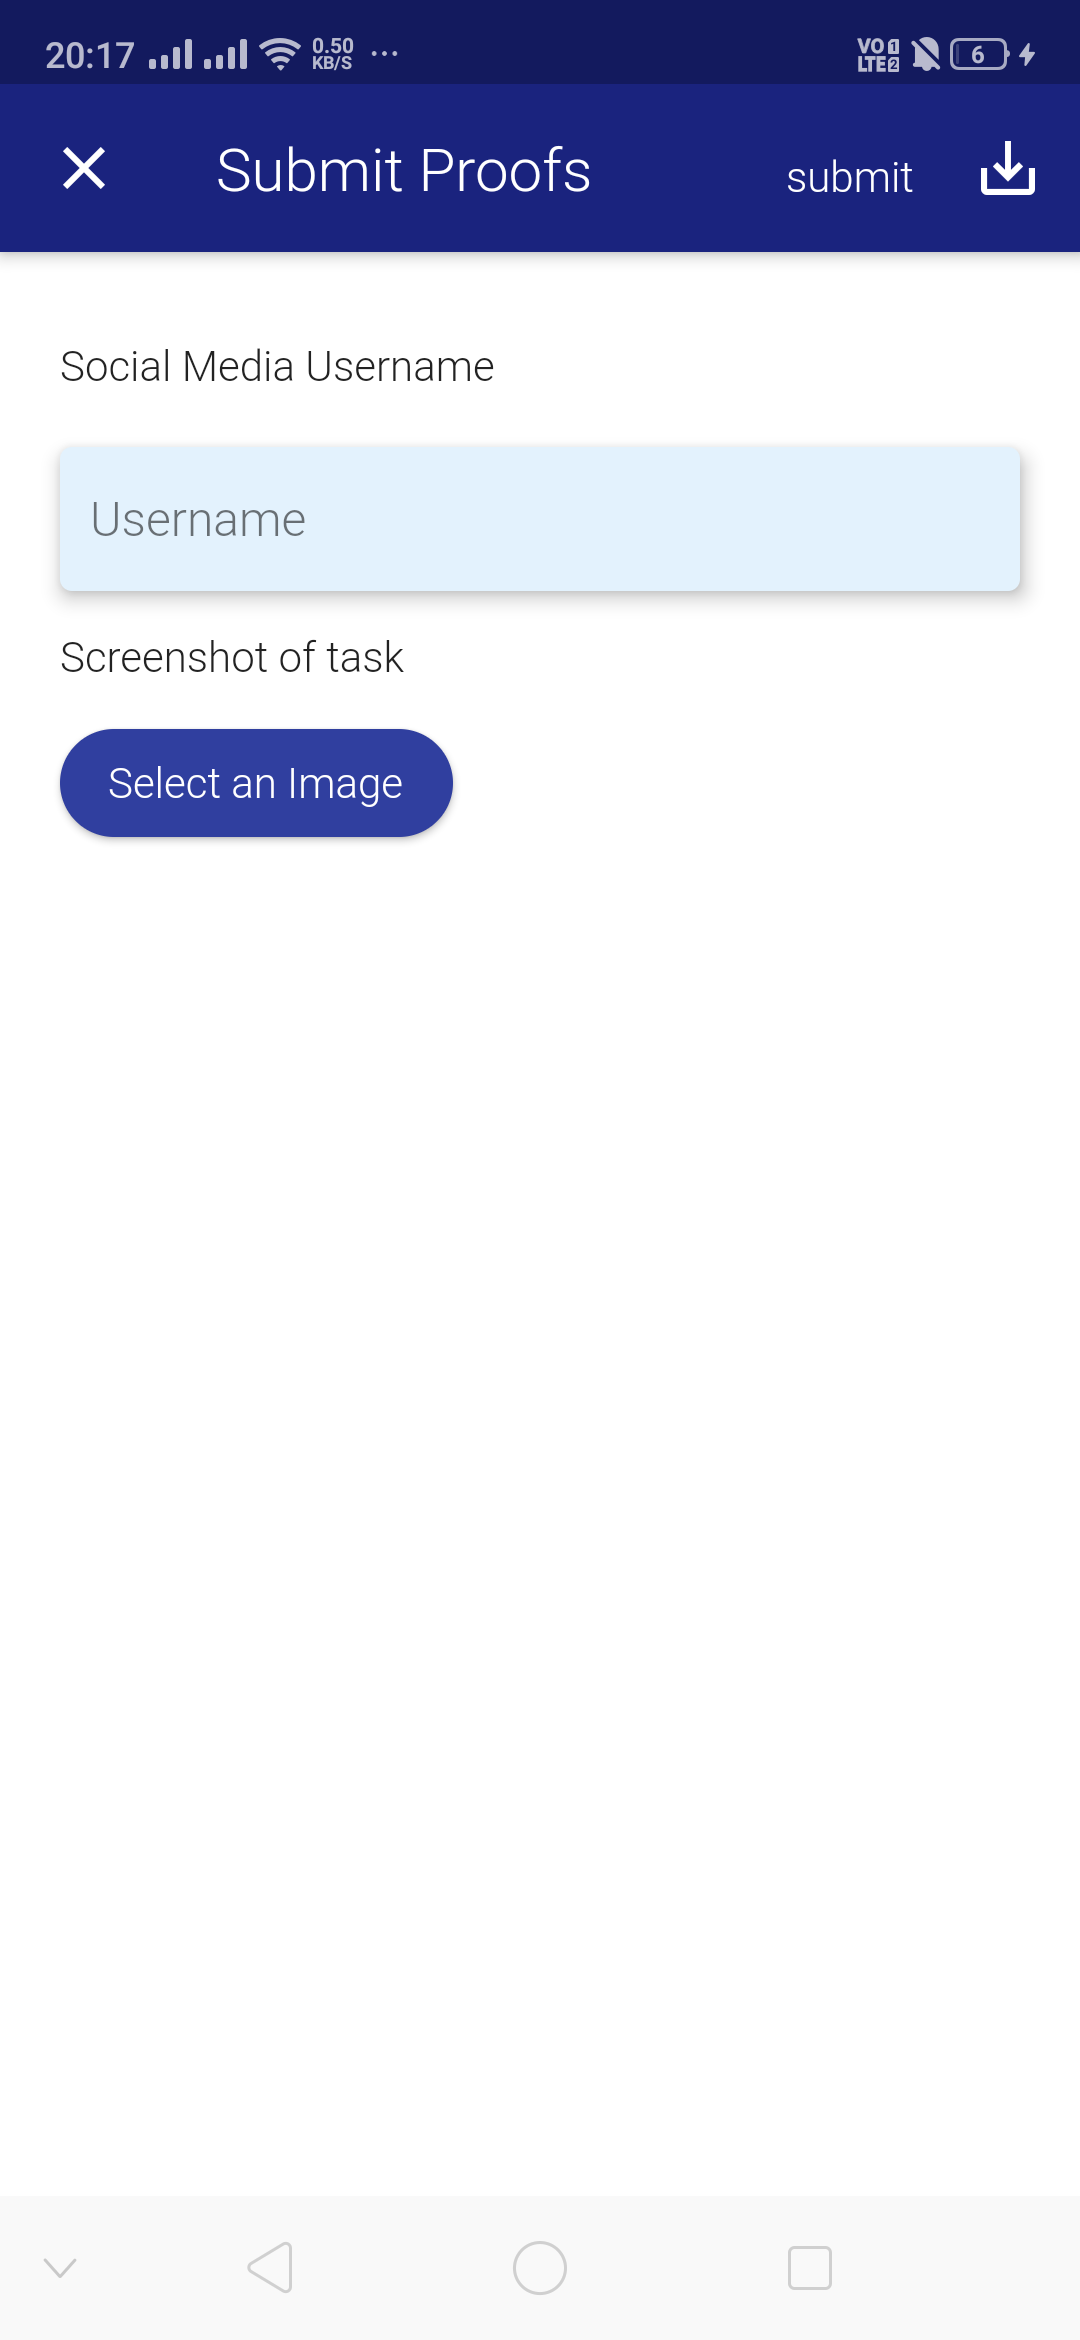 20:17 0.50 KB/S ... VO 1 LTE 2 6
Submit Proofs submit
Social Media Username
Username
Screenshot of task
Select an Image